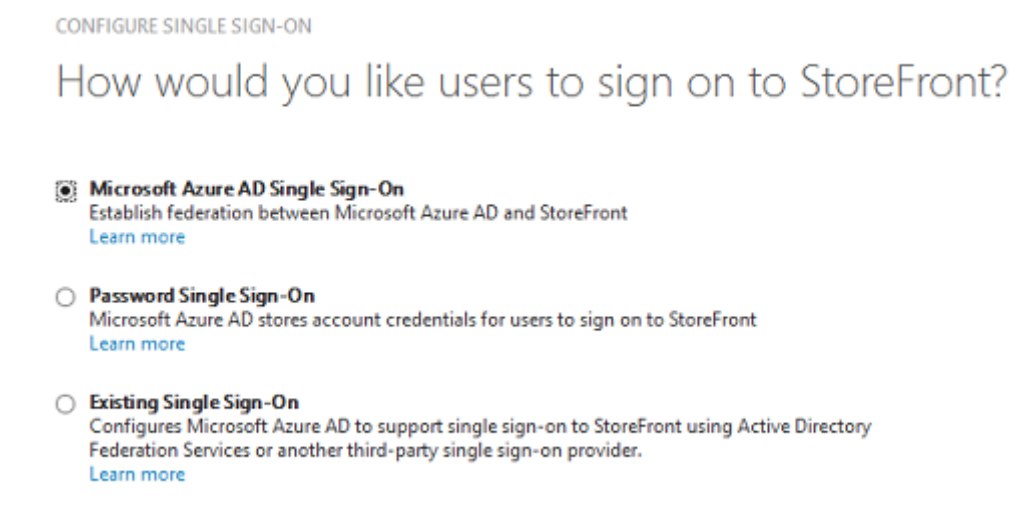 CONFIGURE SINGLE SIGN-ON
How would you like users to sign on to StoreFront?
Microsoft Azure AD Single Sign-On
Establish federation between Microsoft Azure AD and StoreFront
Learn more
Password Single Sign-On
Microsoft Azure AD stores account credentials for users to sign on to StoreFront
Learn more
Existing Single Sign-On
Configures Microsoft Azure AD to support single sign-on to StoreFront using Active Directory
Federation Services or another third-party single sign-on provider.
Learn more